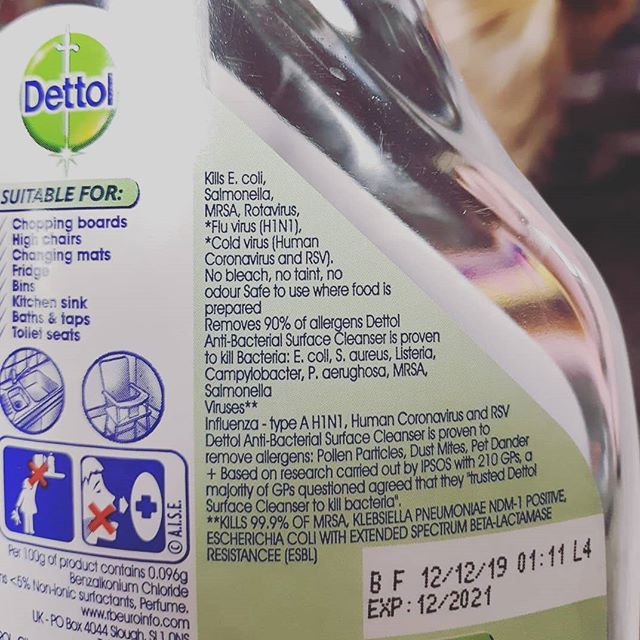 Dettol
SUITABLE FOR:
Chopping boards
High chairs
Changing mats
Fridge
Bins
Kitchen sink
Baths & taps
Toilet seats
Kills E. coli,
Salmonella,
MRSA, Rotavirus,
*Flu virus (H1N1),
*Cold virus (Human
Coronavirus and RSV).
No bleach, no taint, no
odour Safe to use where food is
prepared
Removes 90% of allergens Dettol
Anti-Bacterial Surface Cleanser is proven
to kill Bacteria: E. coli, S. aureus, Listeria,
Campylobacter, P. aerughosa, MRSA,
Salmonella
Viruses**
Influenza - type A H1N1, Human Coronavirus and RSV
Dettol Anti-Bacterial Surface Cleanser is proven to
remove allergens: Pollen Particles, Dust Mites, Pet Dander
+ Based on research carried out by IPSOS with 210 GPs, a
majority of GPs questioned agreed that they "trusted Dettol
Surface Cleanser to kill bacteria".
**KILLS 99.9% OF MRSA, KLEBSIELLA PNEUMONIAE NDM-1 POSITIVE,
ESCHERICHIA COLI WITH EXTENDED SPECTRUM BETA-LACTAMASE
RESISTANCEE (ESBL)
© A.I.S.E.
Per 100g of product contains 0.096g
Benzalkonium Chloride
<5% Non-ionic surfactants, Perfume.
www.rbeuroinfo.com
UK - PO Box 4044 Slough, SL1 0NS
B F 12/12/19 01:11 L4
EXP: 12/2021